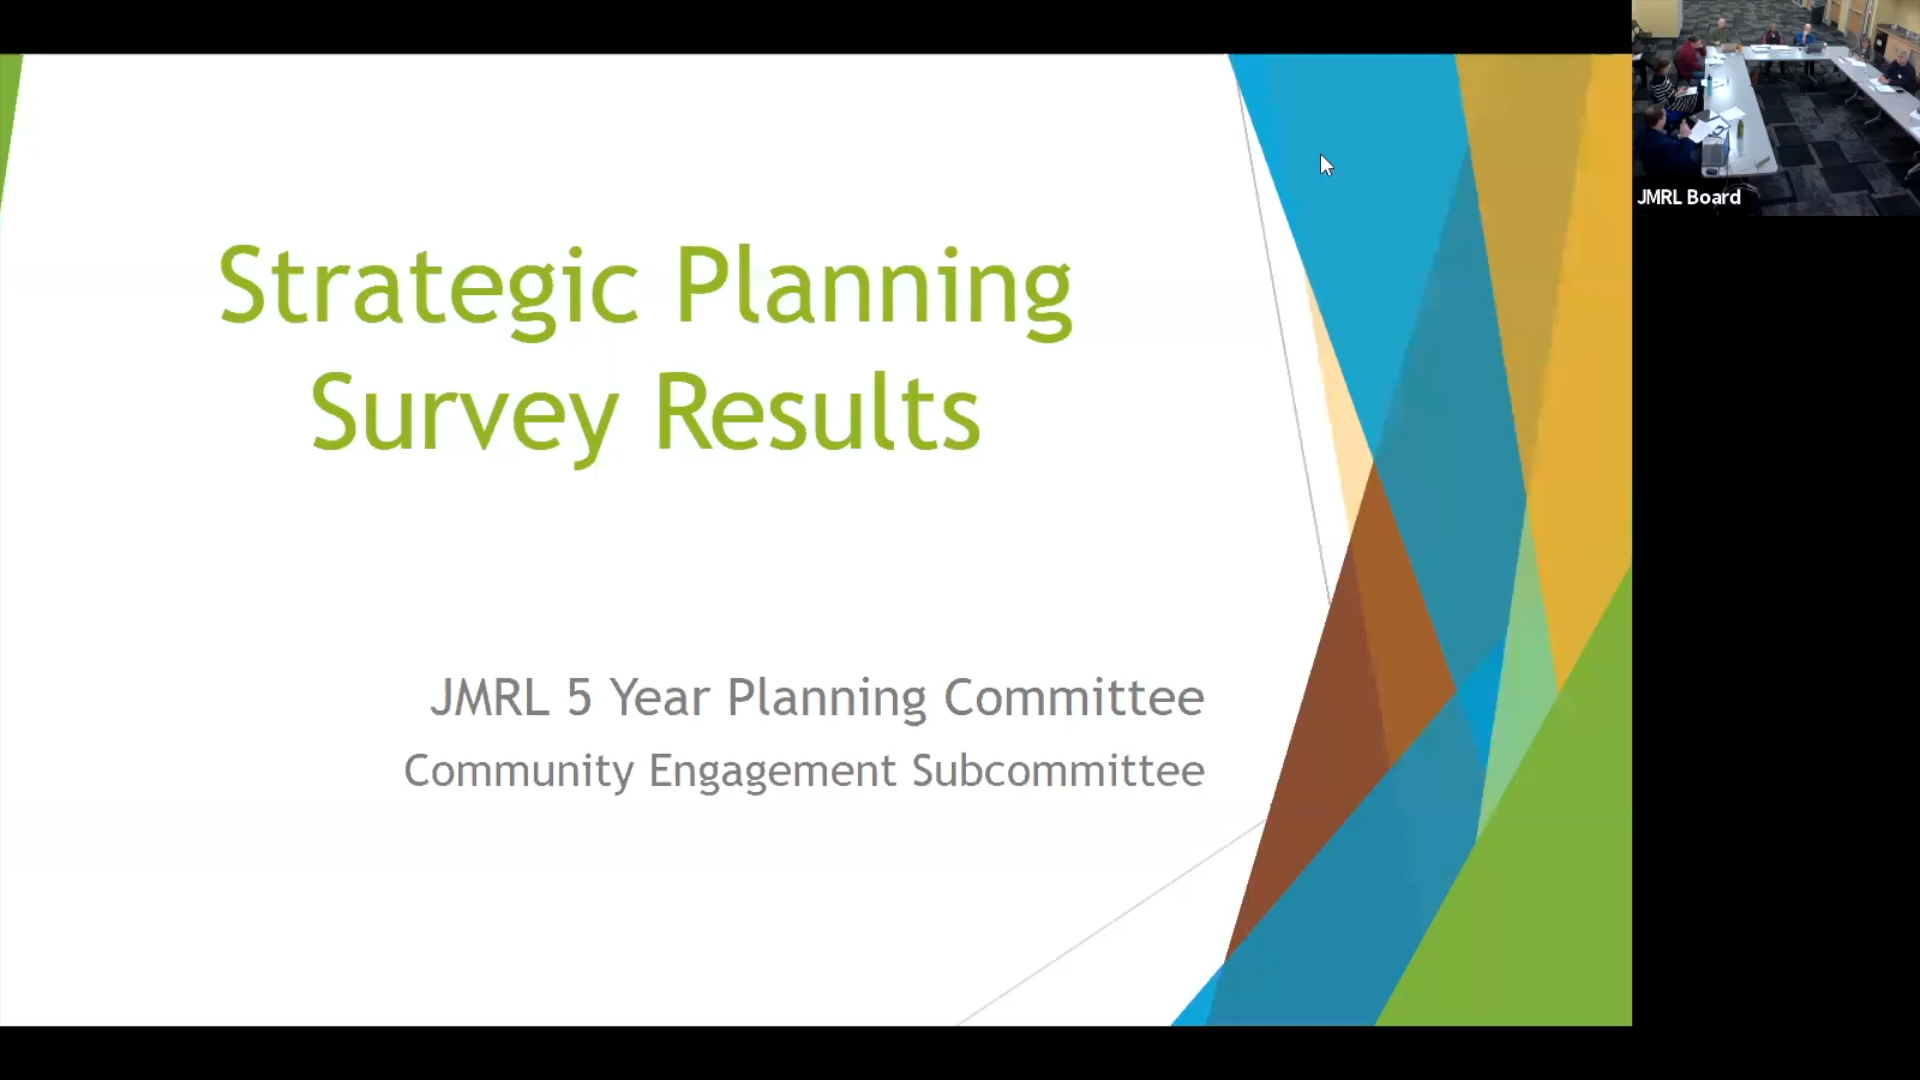 Strategic Planning
Survey Results
JMRL 5 Year Planning Committee
Community Engagement Subcommittee
JMRL Board